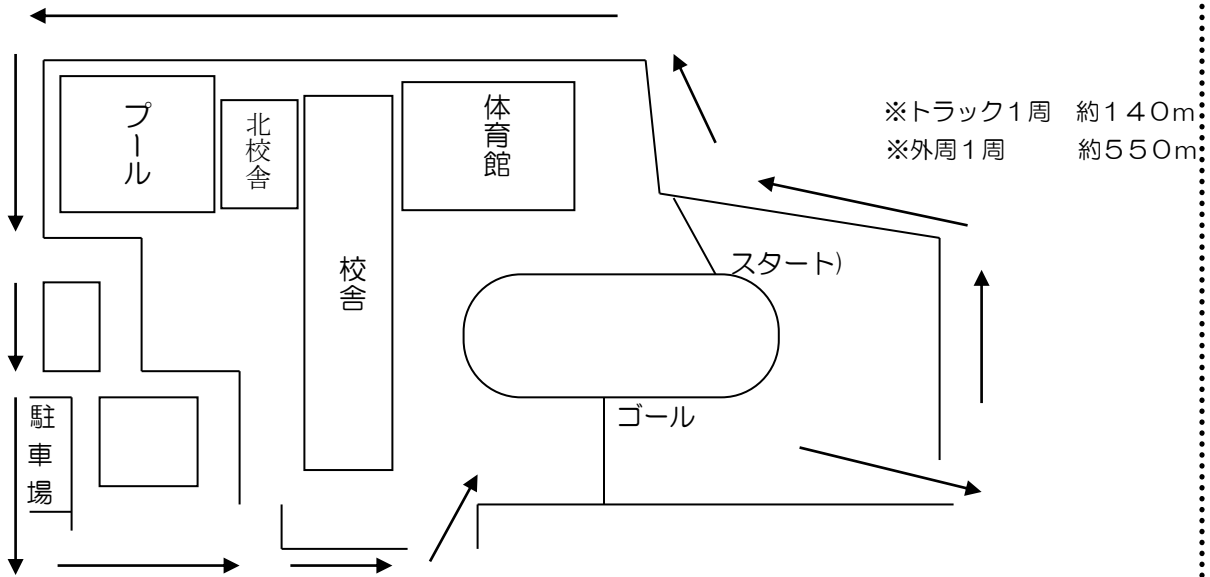 プール
北校舎
体育館
※トラック１周　約１４０ｍ
※外周１周　　　約５５０ｍ
校舎
スタート)
ゴール
駐車場